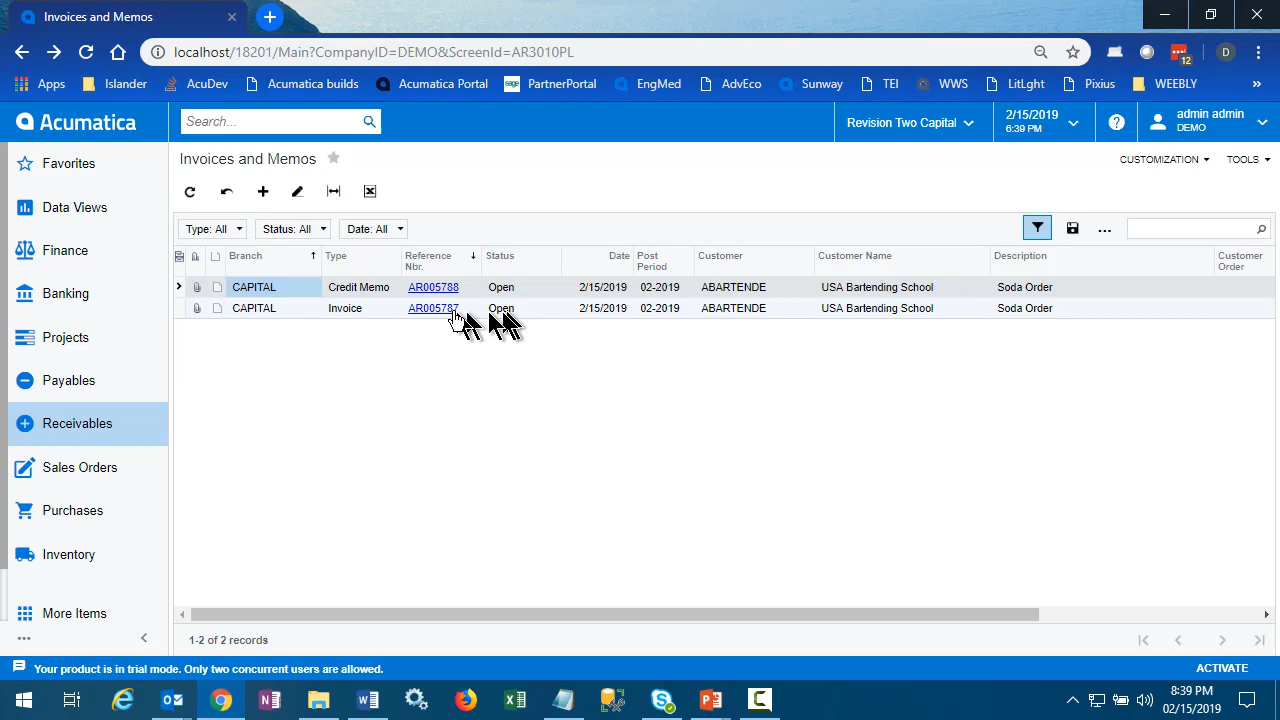 Invoices and Memos
localhost/18201/Main?CompanyID=DEMO&ScreenId=AR3010PL
12
D
Apps
Islander
AcuDev
Acumatica builds
Acumatica Portal
sage
PartnerPortal
EngMed
AdvEco
Sunway
TEI
WWS
LitLght
Pixius
WEEBLY
»
Acumatica
Search...
Revision Two Capital
2/15/2019
6:39 PM
admin admin
DEMO
Favorites
Data Views
Finance
Banking
Projects
Payables
Receivables
Sales Orders
Purchases
Inventory
More Items
Invoices and Memos
CUSTOMIZATION
TOOLS
Type: All
Status: All
Date: All
Branch Type Reference Nbr. Status Date Post Period Customer Customer Name Description Customer Order
CAPITAL Credit Memo AR005788 Open 2/15/2019 02-2019 ABARTENDE USA Bartending School Soda Order
CAPITAL Invoice AR005787 Open 2/15/2019 02-2019 ABARTENDE USA Bartending School Soda Order
1-2 of 2 records
Your product is in trial mode. Only two concurrent users are allowed.
ACTIVATE
8:39 PM
02/15/2019